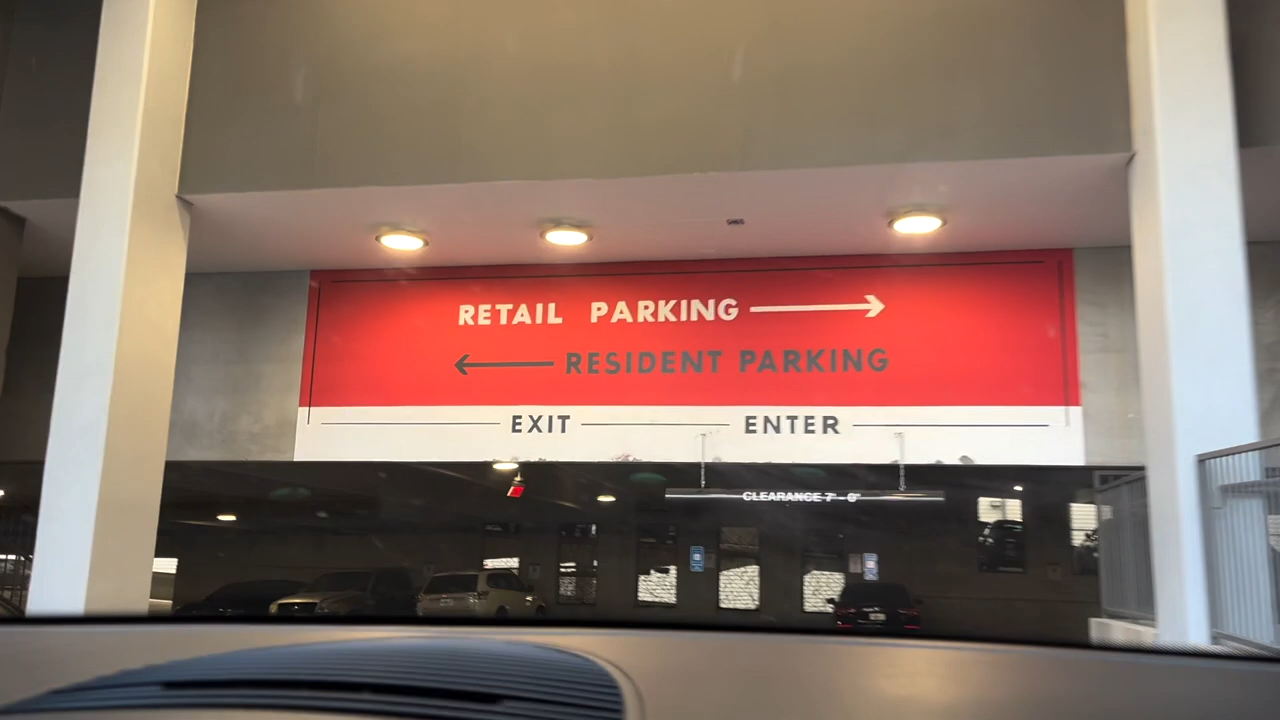 RETAIL PARKING
RESIDENT PARKING
EXIT ENTER
CLEARANCE 7' - 6"